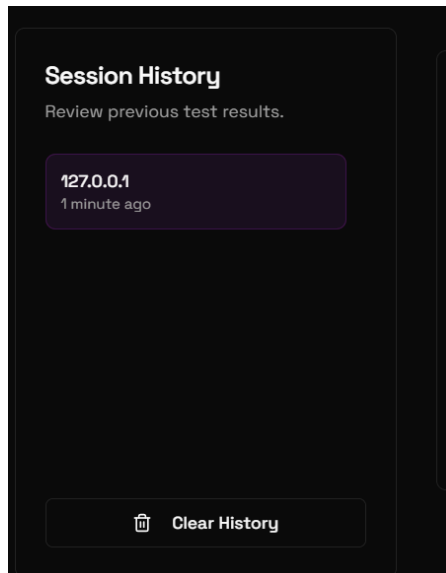 Session History
Review previous test results.
127.0.0.1
1 minute ago
Clear History